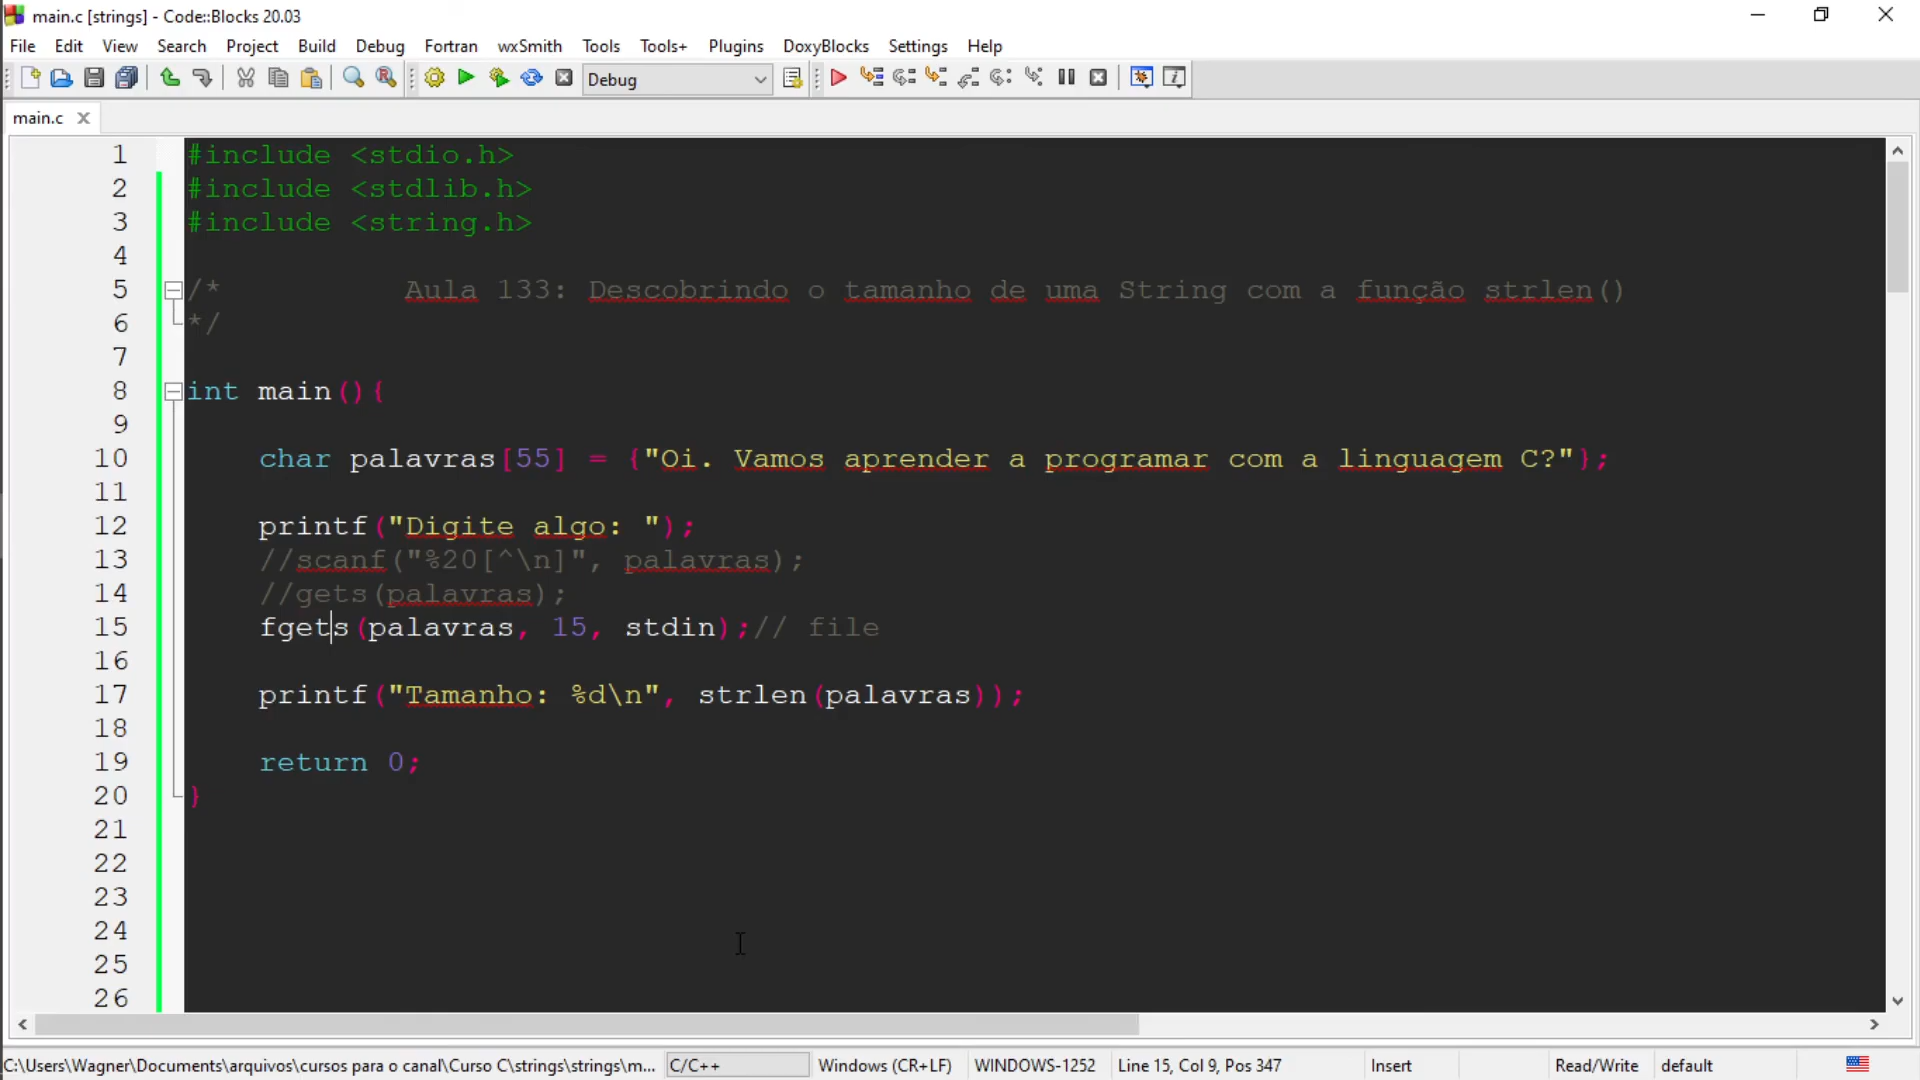 main.c [strings] - Code::Blocks 20.03
File Edit View Search Project Build Debug Fortran wxSmith Tools Tools+ Plugins DoxyBlocks Settings Help
Debug
main.c
1 #include <stdio.h>
2 #include <stdlib.h>
3 #include <string.h>
4
5 /* Aula 133: Descobrindo o tamanho de uma String com a função strlen()
6 */
7
8 int main(){
9
10 char palavras[55] = {"Oi. Vamos aprender a programar com a linguagem C?"};
11
12 printf("Digite algo: ");
13 //scanf("%20[^\n]", palavras);
14 //gets(palavras);
15 fgets(palavras, 15, stdin);// file
16
17 printf("Tamanho: %d\n", strlen(palavras));
18
19 return 0;
20 }
21
22
23
24
25
26
C:\Users\Wagner\Documents\arquivos\cursos para o canal\Curso C\strings\strings\m... C/C++ Windows (CR+LF) WINDOWS-1252 Line 15, Col 9, Pos 347 Insert Read/Write default